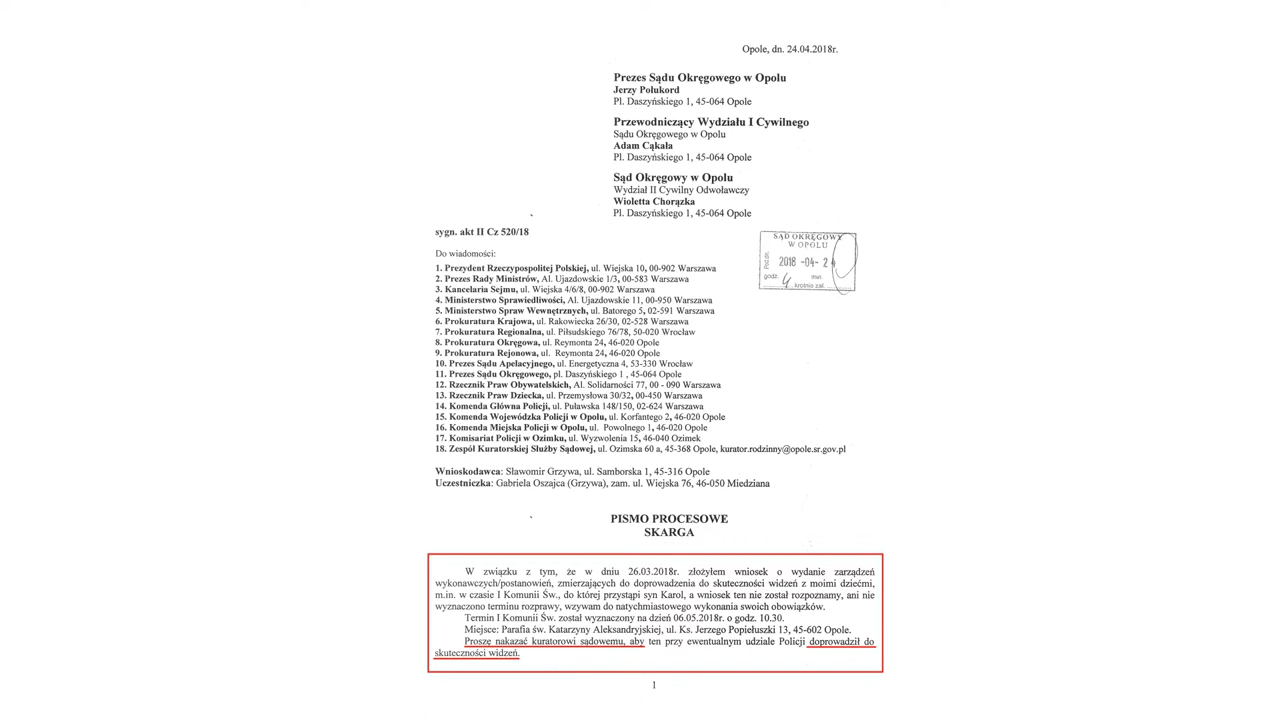 Opole, dn. 24.04.2018r.
Prezes Sądu Okręgowego w Opolu
Jerzy Połukord
Pl. Daszyńskiego 1, 45-064 Opole
Przewodniczący Wydziału I Cywilnego
Sądu Okręgowego w Opolu
Adam Cąkała
Pl. Daszyńskiego 1, 45-064 Opole
Sąd Okręgowy w Opolu
Wydział II Cywilny Odwoławczy
Wioletta Chorązka
Pl. Daszyńskiego 1, 45-064 Opole
sygn. akt II Cz 520/18
SĄD OKRĘGOWY
W OPOLU
Pod.dn. 2018 -04- 24
godz. 4 min.
krotnio zał.
Do wiadomości:
1. Prezydent Rzeczypospolitej Polskiej, ul. Wiejska 10, 00-902 Warszawa
2. Prezes Rady Ministrów, Al. Ujazdowskie 1/3, 00-583 Warszawa
3. Kancelaria Sejmu, ul. Wiejska 4/6/8, 00-902 Warszawa
4. Ministerstwo Sprawiedliwości, Al. Ujazdowskie 11, 00-950 Warszawa
5. Ministerstwo Spraw Wewnętrznych, ul. Batorego 5, 02-591 Warszawa
6. Prokuratura Krajowa, ul. Rakowiecka 26/30, 02-528 Warszawa
7. Prokuratura Regionalna, ul. Piłsudskiego 76/78, 50-020 Wrocław
8. Prokuratura Okręgowa, ul. Reymonta 24, 46-020 Opole
9. Prokuratura Rejonowa, ul. Reymonta 24, 46-020 Opole
10. Prezes Sądu Apelacyjnego, ul. Energetyczna 4, 53-330 Wrocław
11. Prezes Sądu Okręgowego, pl. Daszyńskiego 1 , 45-064 Opole
12. Rzecznik Praw Obywatelskich, Al. Solidarności 77, 00 - 090 Warszawa
13. Rzecznik Praw Dziecka, ul. Przemysłowa 30/32, 00-450 Warszawa
14. Komenda Główna Policji, ul. Puławska 148/150, 02-624 Warszawa
15. Komenda Wojewódzka Policji w Opolu, ul. Korfantego 2, 46-020 Opole
16. Komenda Miejska Policji w Opolu, ul. Powolnego 1, 46-020 Opole
17. Komisariat Policji w Ozimku, ul. Wyzwolenia 15, 46-040 Ozimek
18. Zespół Kuratorskiej Służby Sądowej, ul. Ozimska 60 a, 45-368 Opole, kurator.rodzinny@opole.sr.gov.pl
Wnioskodawca: Sławomir Grzywa, ul. Samborska 1, 45-316 Opole
Uczestniczka: Gabriela Oszajca (Grzywa), zam. ul. Wiejska 76, 46-050 Miedziana
PISMO PROCESOWE
SKARGA
W związku z tym, że w dniu 26.03.2018r. złożyłem wniosek o wydanie zarządzeń
wykonawczych/postanowień, zmierzających do doprowadzenia do skuteczności widzeń z moimi dziećmi,
m.in. w czasie I Komunii Św., do której przystąpi syn Karol, a wniosek ten nie został rozpoznamy, ani nie
wyznaczono terminu rozprawy, wzywam do natychmiastowego wykonania swoich obowiązków.
Termin I Komunii Św. został wyznaczony na dzień 06.05.2018r. o godz. 10.30.
Miejsce: Parafia św. Katarzyny Aleksandryjskiej, ul. Ks. Jerzego Popiełuszki 13, 45-602 Opole.
Proszę nakazać kuratorowi sądowemu, aby ten przy ewentualnym udziale Policji doprowadził do
skuteczności widzeń.
1